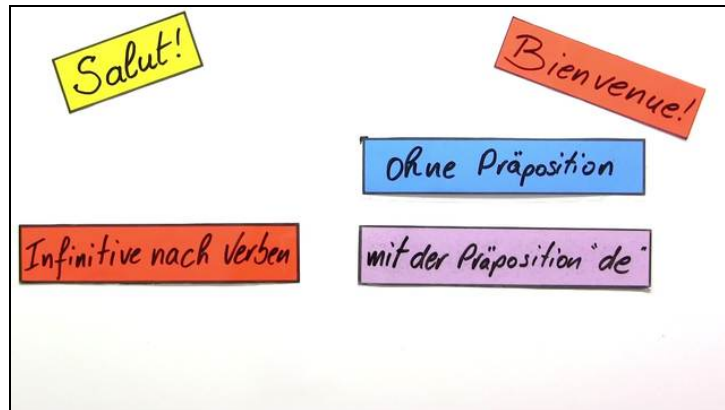 Salut!
Bienvenue!
Ohne Präposition
Infinitive nach Verben
mit der Präposition "de"